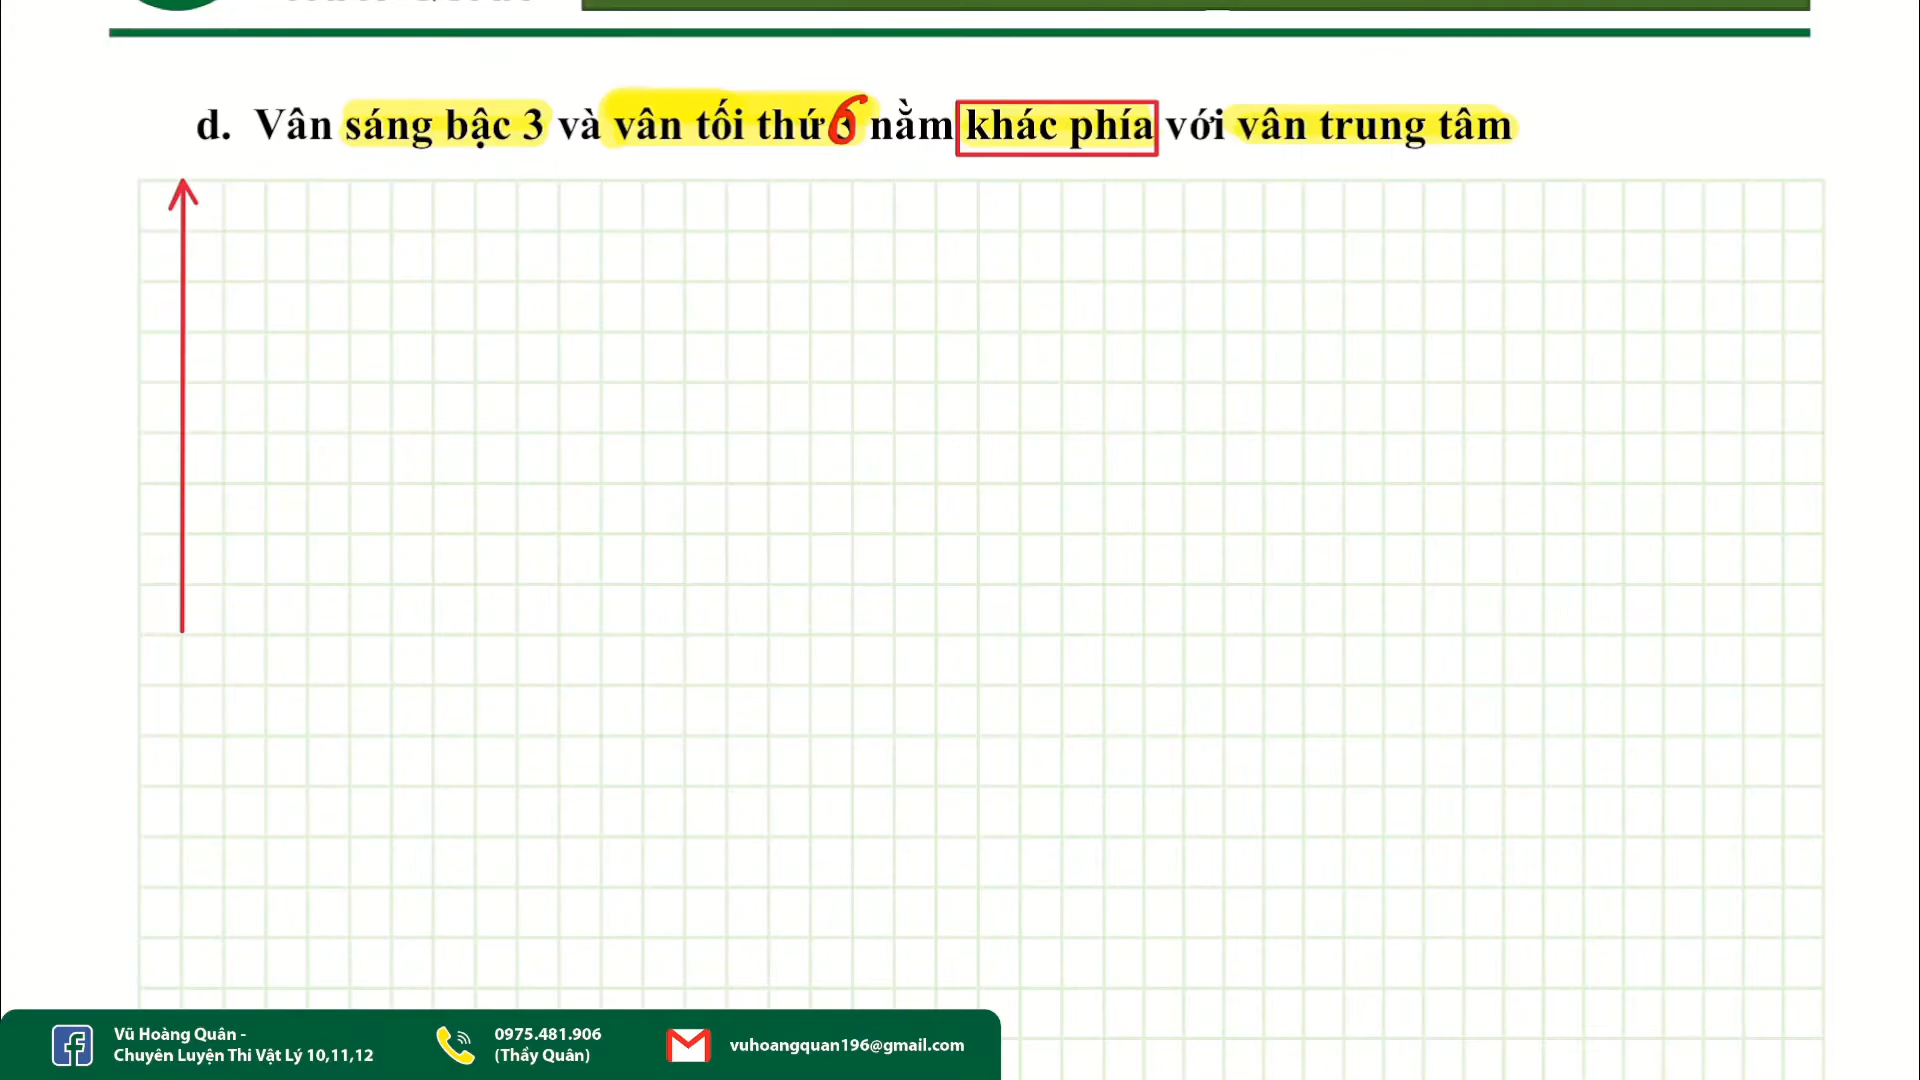 d. Vân sáng bậc 3 và vân tối thứ 6 nằm khác phía với vân trung tâm
Vũ Hoàng Quân -
Chuyên Luyện Thi Vật Lý 10,11,12
0975.481.906
(Thầy Quân)
vuhoangquan196@gmail.com